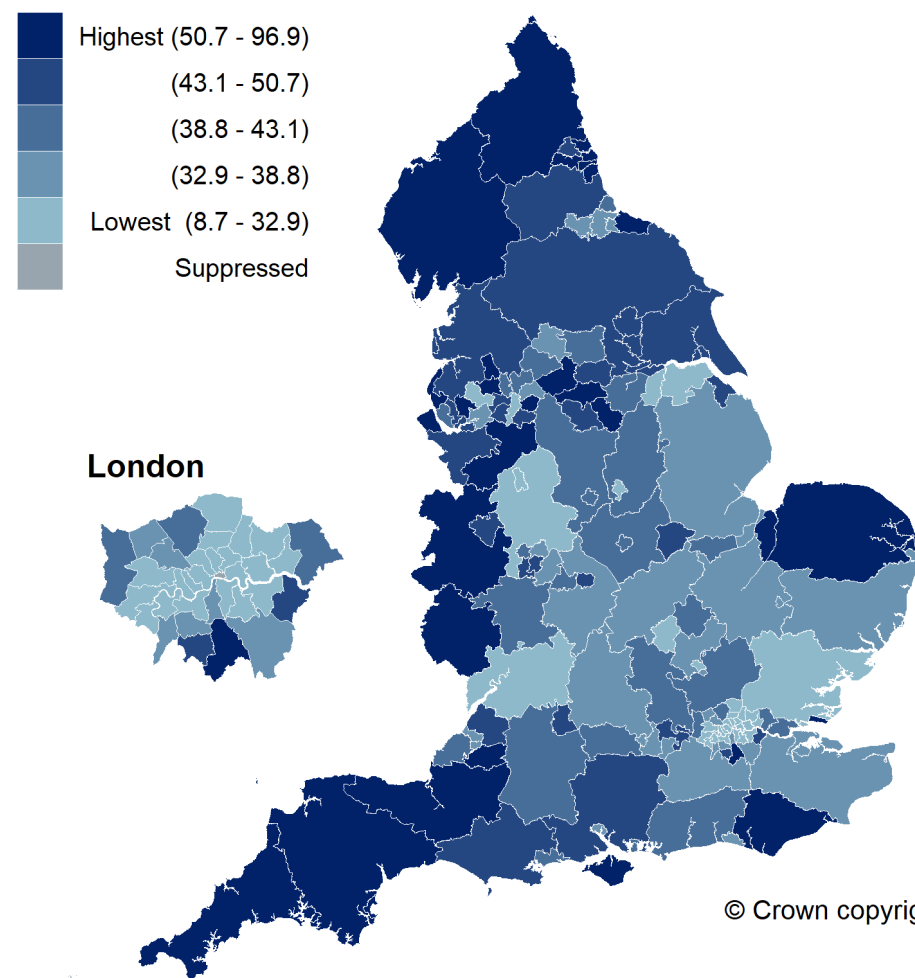 Highest (50.7 - 96.9)
(43.1 - 50.7)
(38.8 - 43.1)
(32.9 - 38.8)
Lowest (8.7 - 32.9)
Suppressed
London
© Crown copyrig